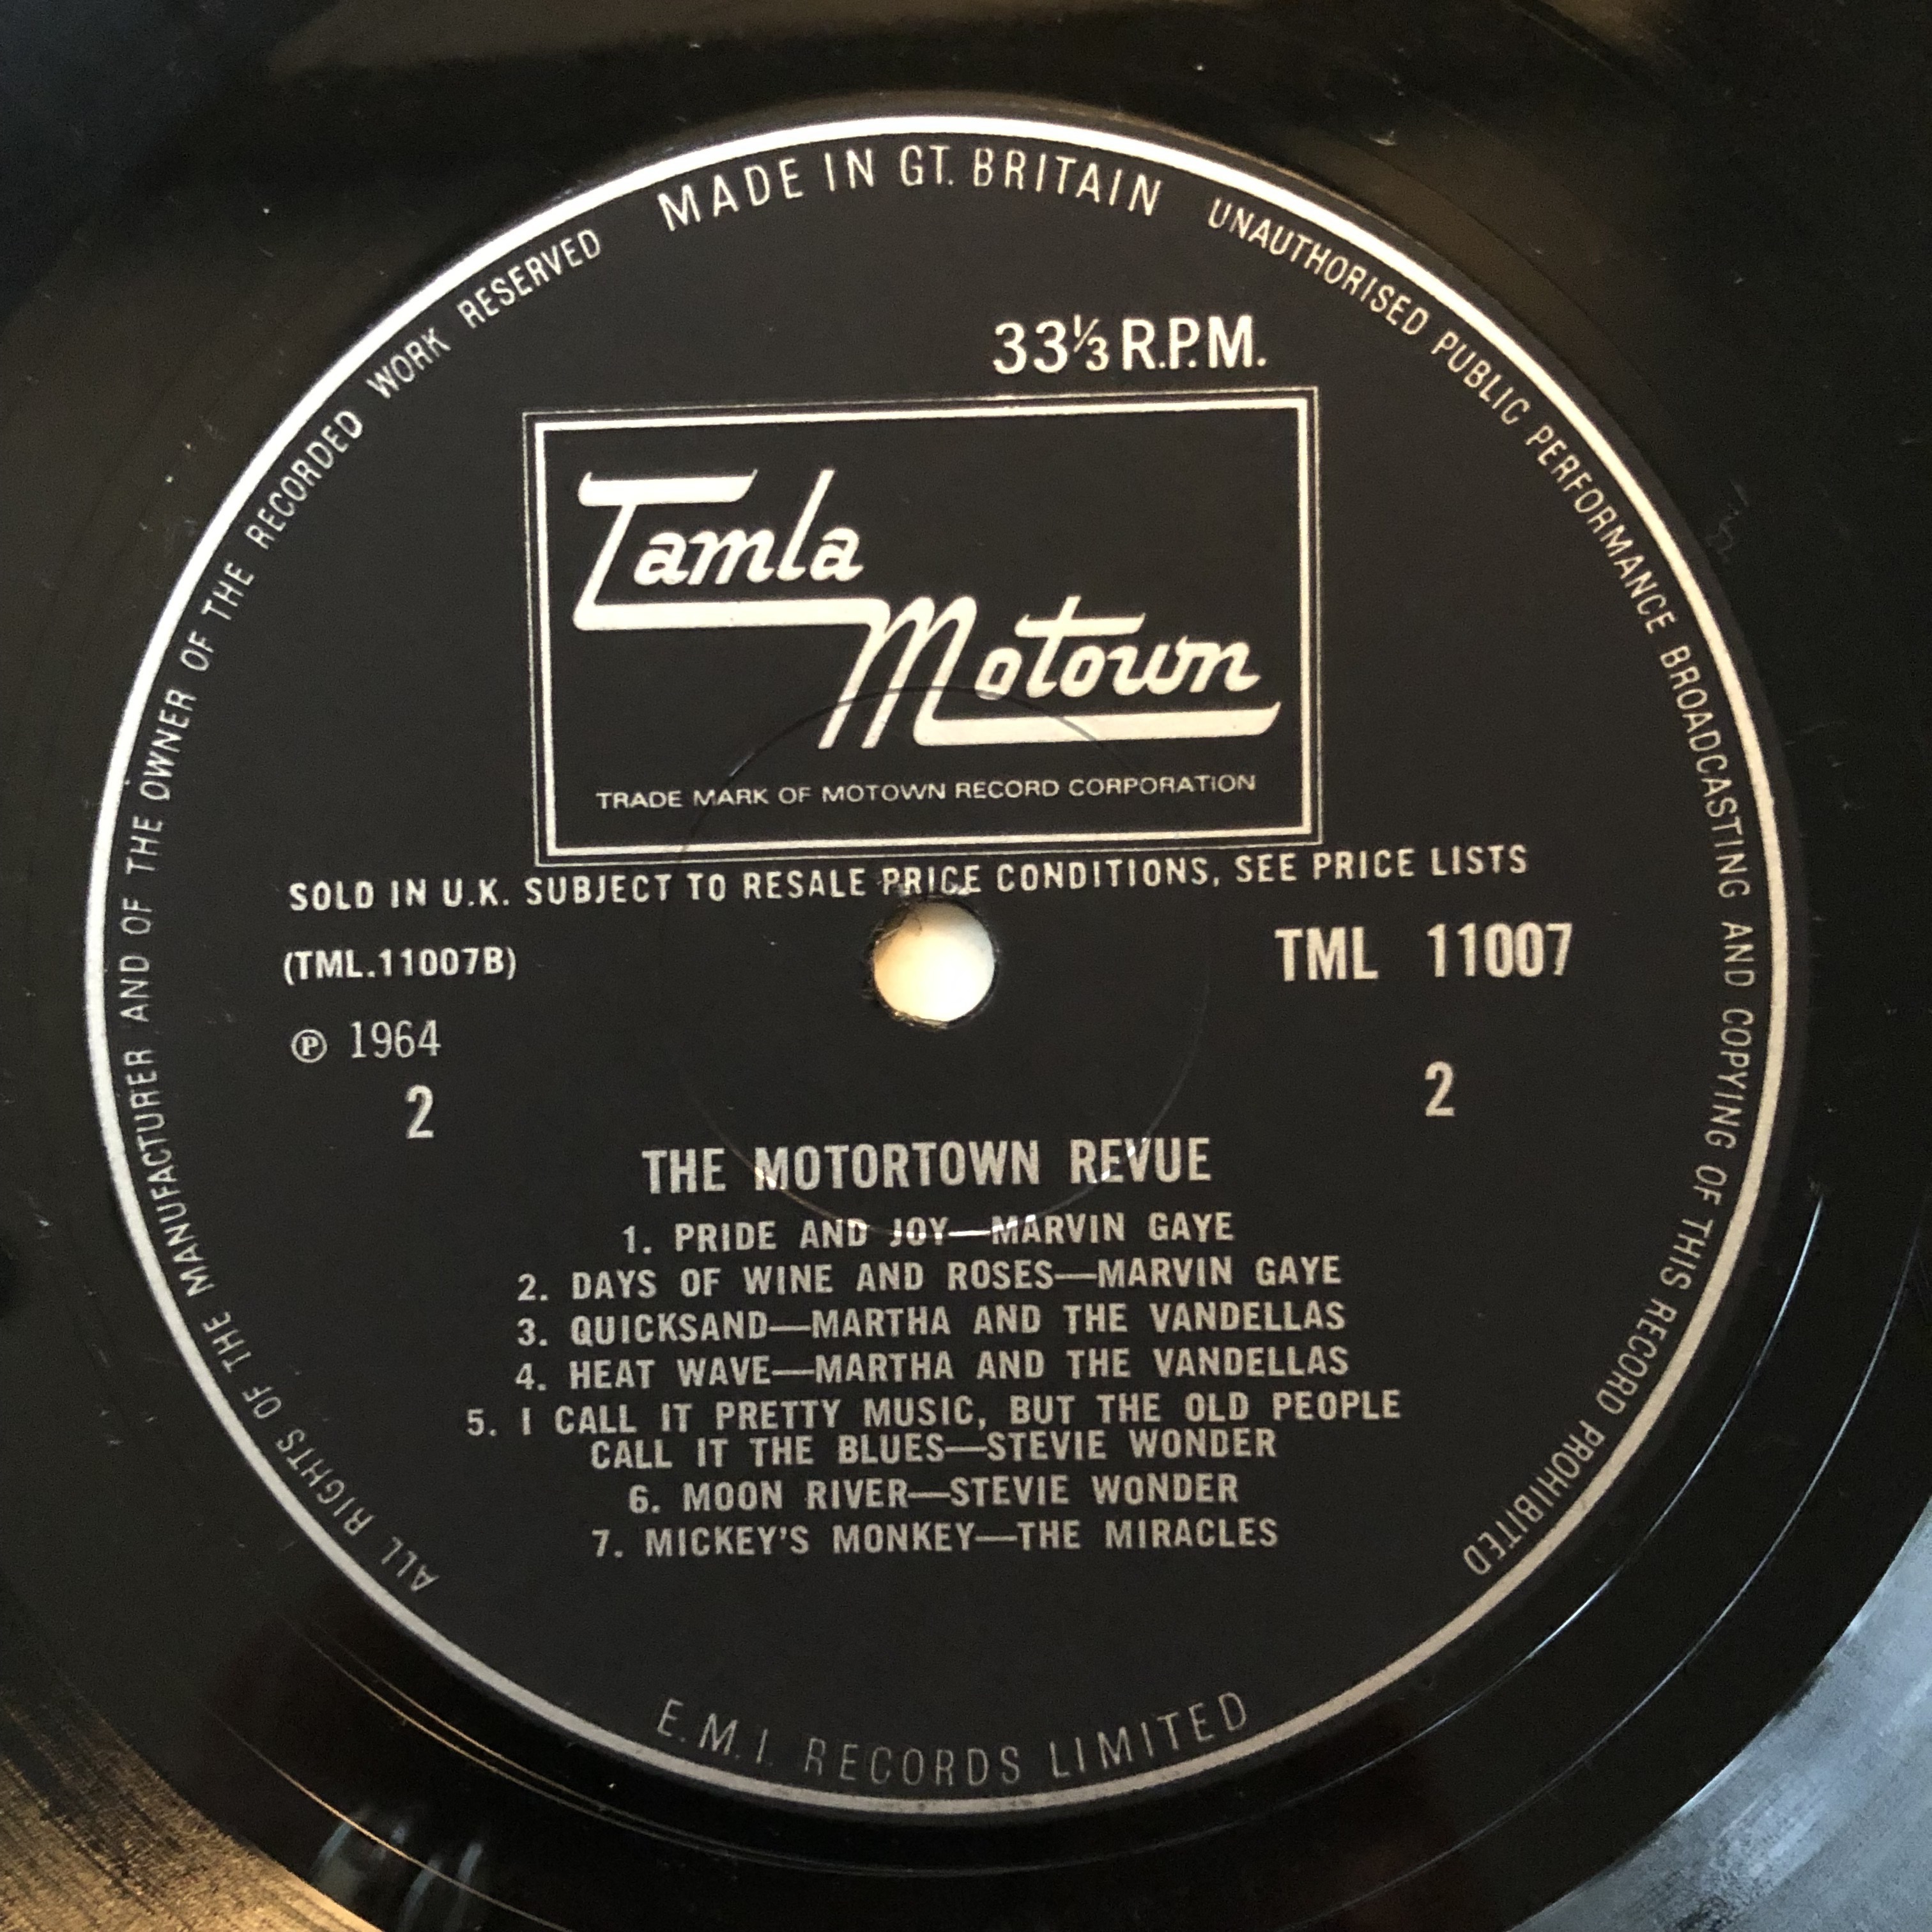 MADE IN GT. BRITAIN
UNAUTHORISED PUBLIC PERFORMANCE BROADCASTING AND COPYING OF THIS RECORD PROHIBITED
ALL RIGHTS OF THE MANUFACTURER AND OF THE OWNER OF THE RECORDED WORK RESERVED
33⅓ R.P.M.
Tamla
Motown
TRADE MARK OF MOTOWN RECORD CORPORATION
SOLD IN U.K. SUBJECT TO RESALE PRICE CONDITIONS, SEE PRICE LISTS
(TML.11007B)
TML 11007
℗ 1964
2
2
THE MOTORTOWN REVUE
1. PRIDE AND JOY—MARVIN GAYE
2. DAYS OF WINE AND ROSES—MARVIN GAYE
3. QUICKSAND—MARTHA AND THE VANDELLAS
4. HEAT WAVE—MARTHA AND THE VANDELLAS
5. I CALL IT PRETTY MUSIC, BUT THE OLD PEOPLE
CALL IT THE BLUES—STEVIE WONDER
6. MOON RIVER—STEVIE WONDER
7. MICKEY'S MONKEY—THE MIRACLES
E.M.I. RECORDS LIMITED